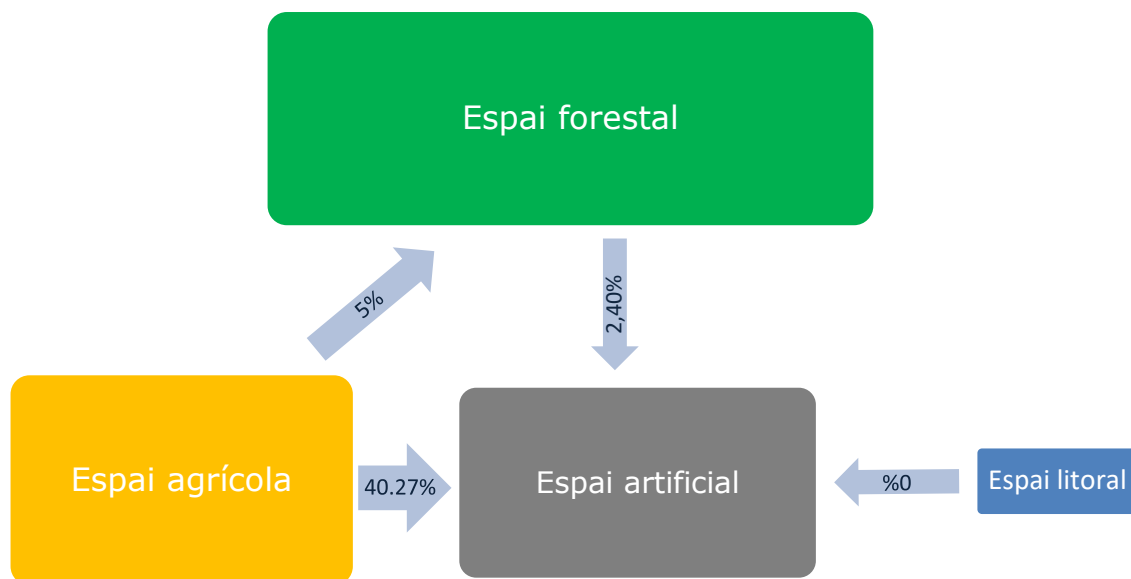 Espai forestal
5%
2,40%
Espai agrícola
40.27%
Espai artificial
%0
Espai litoral